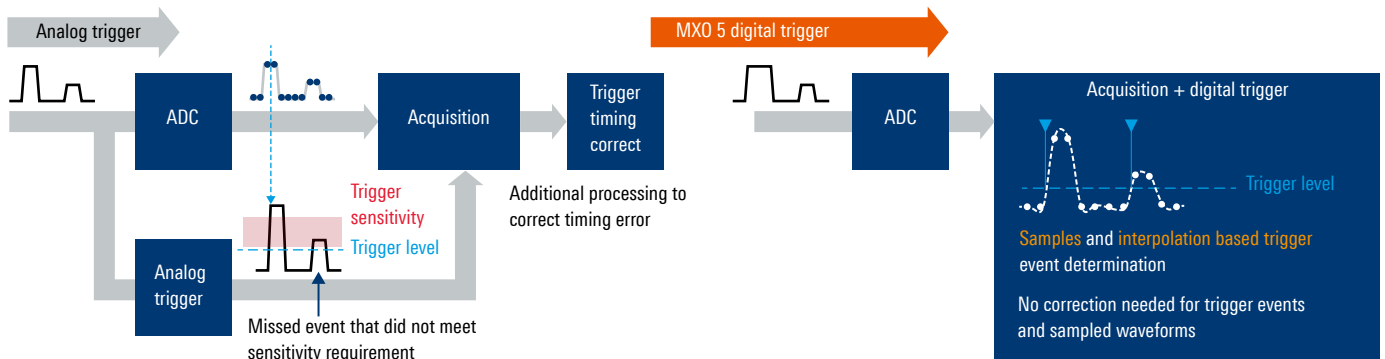 Analog trigger
ADC
Acquisition
Trigger
timing
correct
Additional processing to
correct timing error
Trigger
sensitivity
Trigger level
Analog
trigger
Missed event that did not meet
sensitivity requirement
MXO 5 digital trigger
ADC
Acquisition + digital trigger
Trigger level
Samples and interpolation based trigger
event determination
No correction needed for trigger events
and sampled waveforms